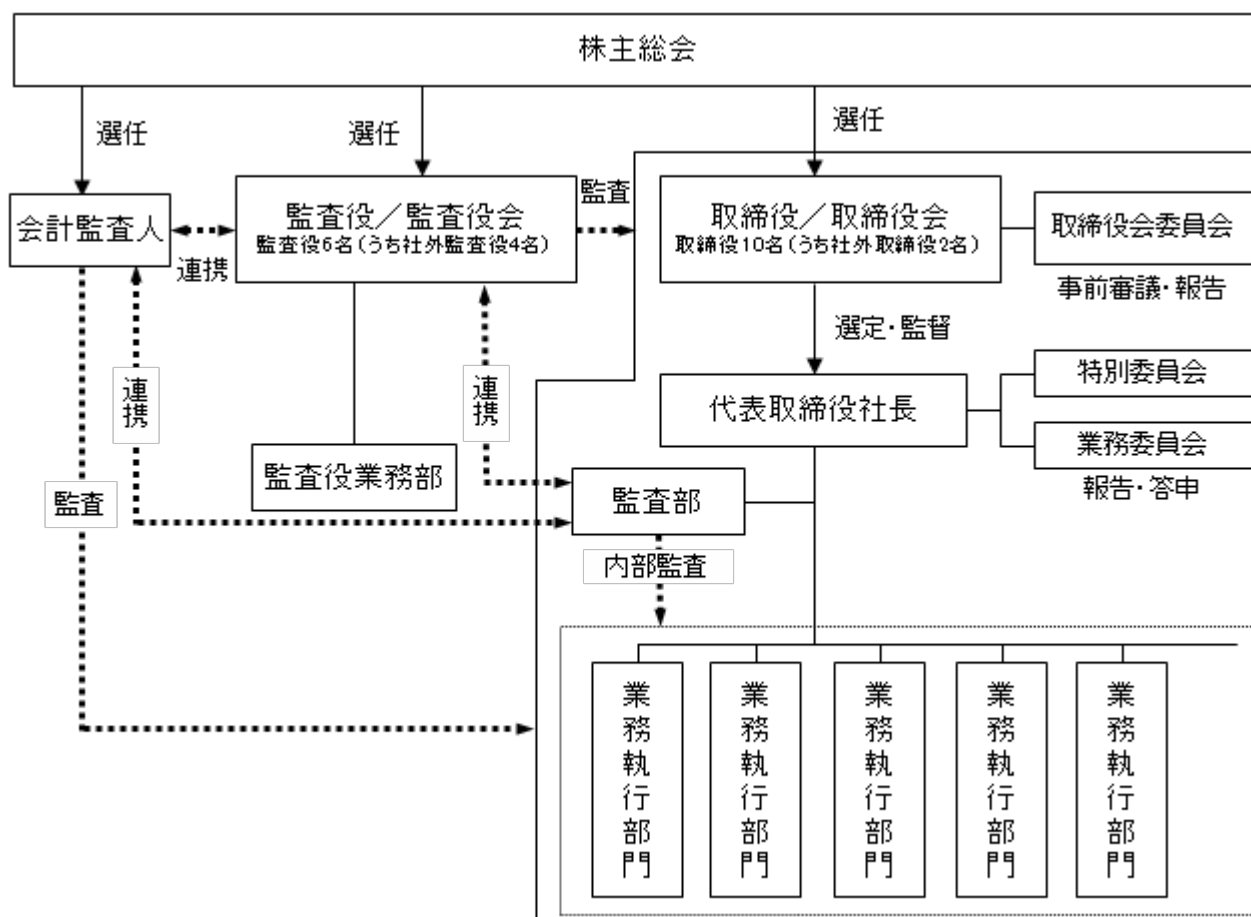 株主総会
選任
選任
選任
会計監査人
連携
監査役／監査役会
監査役6名（うち社外監査役4名）
監査
取締役／取締役会
取締役10名（うち社外取締役2名）
取締役会委員会
事前審議・報告
選定・監督
代表取締役社長
特別委員会
業務委員会
報告・答申
連携
連携
監査役業務部
監査
監査部
内部監査
業務執行部門
業務執行部門
業務執行部門
業務執行部門
業務執行部門